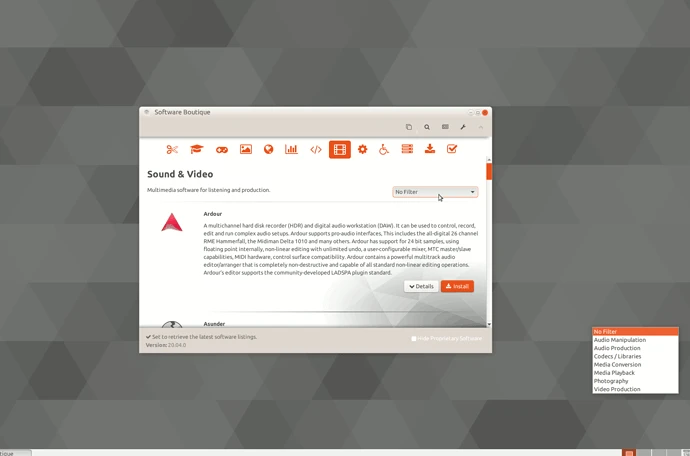 Software Boutique
Sound & Video
Multimedia software for listening and production.
No Filter
Ardour
A multichannel hard disk recorder (HDR) and digital audio workstation (DAW). It can be used to control, record,
edit and run complex audio setups. Ardour supports pro-audio interfaces. This includes the all-digital 26 channel
RME Hammerfall, the Midiman Delta 1010 and many others. Ardour has support for 24 bit samples, using
floating point internally, non-linear editing with unlimited undo, a user-configurable mixer, MTC master/slave
capabilities, MIDI hardware, control surface compatibility. Ardour contains a powerful multitrack audio
editor/arranger that is completely non-destructive and capable of all standard non-linear editing operations.
Ardour's editor supports the community-developed LADSPA plugin standard.
Details
Install
Asunder
Set to retrieve the latest software listings.
Version 20.04.0
Hide Proprietary Software
No Filter
Audio Manipulation
Audio Production
Codecs / Libraries
Media Conversion
Media Playback
Photography
Video Production
tique